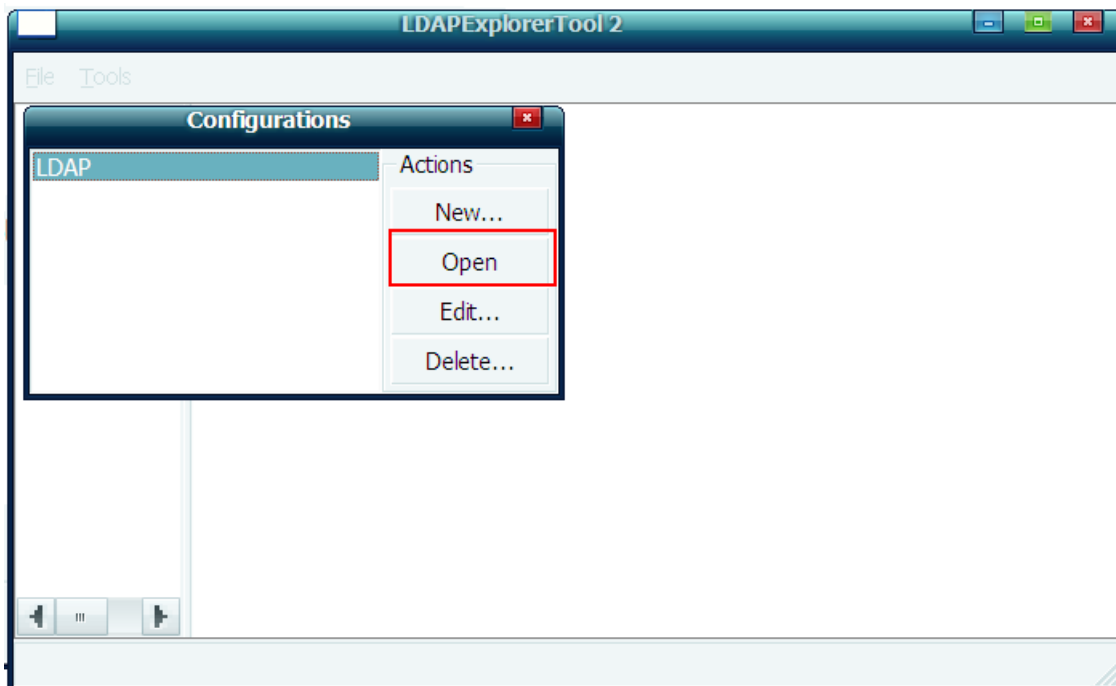 LDAPExplorerTool 2
File Tools
Configurations
LDAP
Actions
New...
Open
Edit...
Delete...